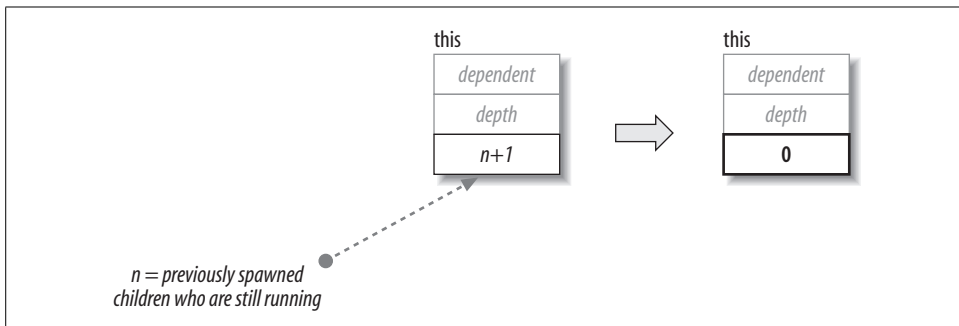 this
dependent
depth
n+1
this
dependent
depth
0
n = previously spawned
children who are still running